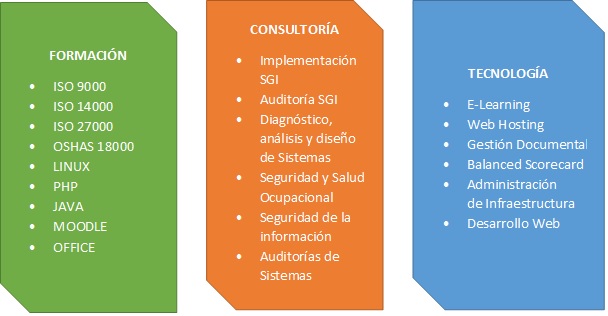 FORMACIÓN
• ISO 9000
• ISO 14000
• ISO 27000
• OSHAS 18000
• LINUX
• PHP
• JAVA
• MOODLE
• OFFICE
CONSULTORÍA
• Implementación
SGI
• Auditoría SGI
• Diagnóstico,
análisis y diseño
de Sistemas
• Seguridad y Salud
Ocupacional
• Seguridad de la
información
• Auditorías de
Sistemas
TECNOLOGÍA
• E-Learning
• Web Hosting
• Gestión Documental
• Balanced Scorecard
• Administración
de Infraestructura
• Desarrollo Web